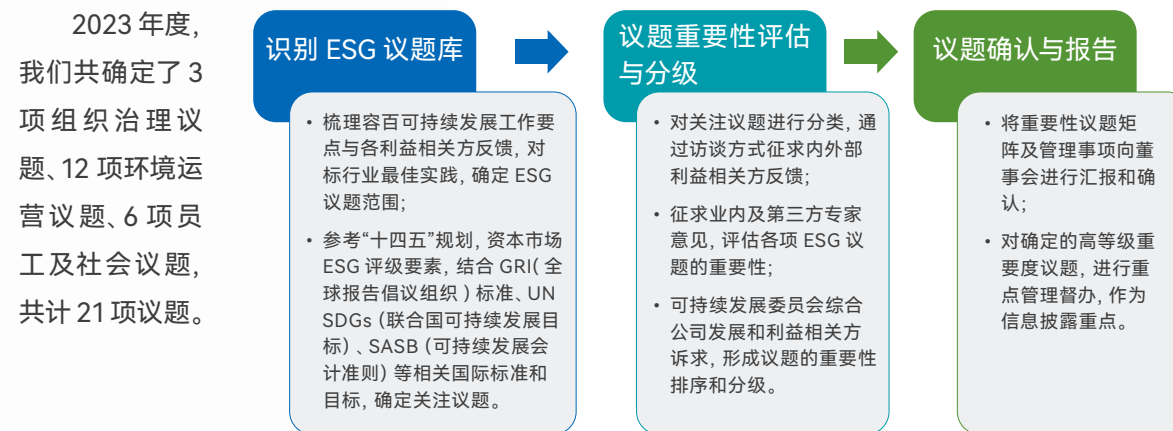 2023 年度,
我们共确定了 3
项组织治理议
题、12 项环境运
营议题、6 项员
工及社会议题,
共计 21 项议题。
识别 ESG 议题库
• 梳理容百可持续发展工作要
点与各利益相关方反馈, 对
标行业最佳实践, 确定 ESG
议题范围;
• 参考“十四五”规划, 资本市场
ESG 评级要素, 结合 GRI( 全
球报告倡议组织 ) 标准、UN
SDGs (联合国可持续发展目
标) 、SASB (可持续发展会
计准则) 等相关国际标准和
目标, 确定关注议题。
议题重要性评估
与分级
• 对关注议题进行分类, 通
过访谈方式征求内外部
利益相关方反馈;
• 征求业内及第三方专家
意见, 评估各项 ESG 议
题的重要性;
• 可持续发展委员会综合
公司发展和利益相关方
诉求, 形成议题的重要性
排序和分级。
议题确认与报告
• 将重要性议题矩
阵及管理事项向董
事会进行汇报和确
认;
• 对确定的高等级重
要度议题, 进行重
点管理督办, 作为
信息披露重点。